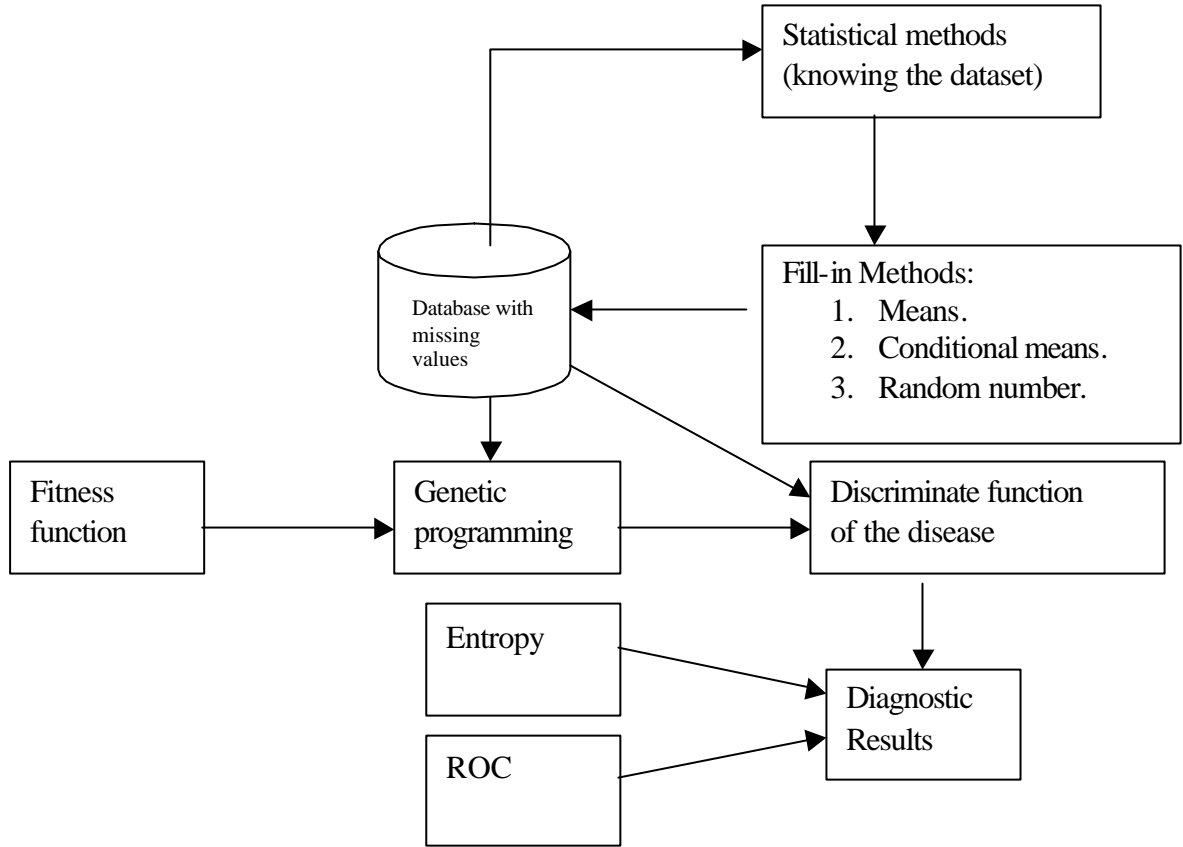 Statistical methods
(knowing the dataset)
Fill-in Methods:
1. Means.
2. Conditional means.
3. Random number.
Database with
missing
values
Fitness
function
Genetic
programming
Discriminate function
of the disease
Entropy
ROC
Diagnostic
Results